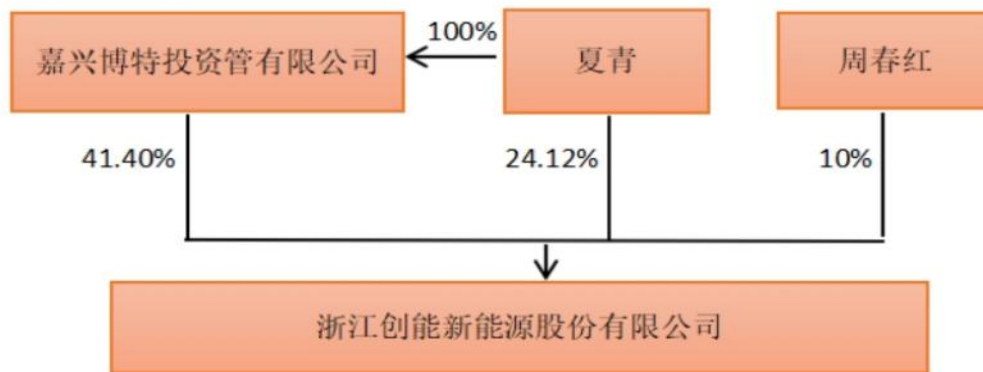 100%
嘉兴博特投资管有限公司
夏青
周春红
41.40%
24.12%
10%
浙江创能新能源股份有限公司